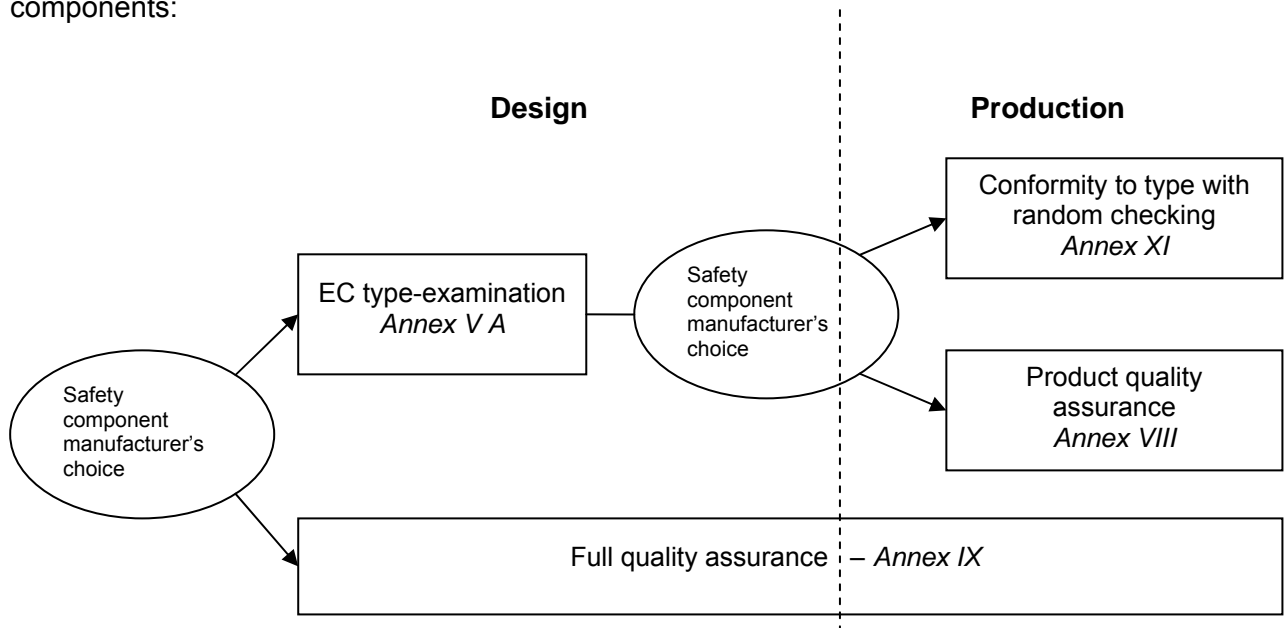 components:
Design
Production
Conformity to type with
random checking
Annex XI
EC type-examination
Annex V A
Safety
component
manufacturer’s
choice
Product quality
assurance
Annex VIII
Safety
component
manufacturer’s
choice
Full quality assurance – Annex IX